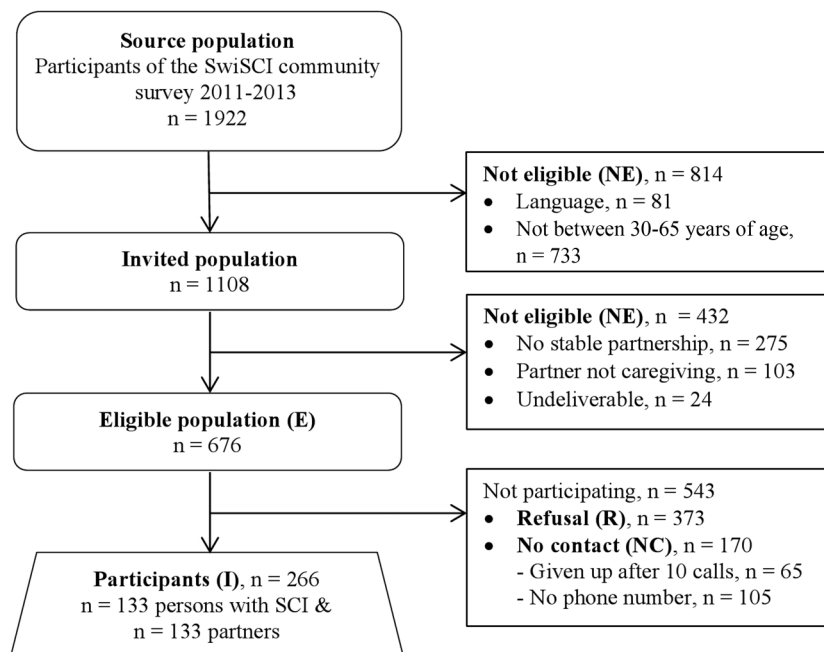 Source population
Participants of the SwiSCI community
survey 2011-2013
n = 1922
Not eligible (NE), n = 814
• Language, n = 81
• Not between 30-65 years of age,
n = 733
Invited population
n = 1108
Not eligible (NE), n = 432
• No stable partnership, n = 275
• Partner not caregiving, n = 103
• Undeliverable, n = 24
Eligible population (E)
n = 676
Not participating, n = 543
• Refusal (R), n = 373
• No contact (NC), n = 170
- Given up after 10 calls, n = 65
- No phone number, n = 105
Participants (I), n = 266
n = 133 persons with SCI &
n = 133 partners